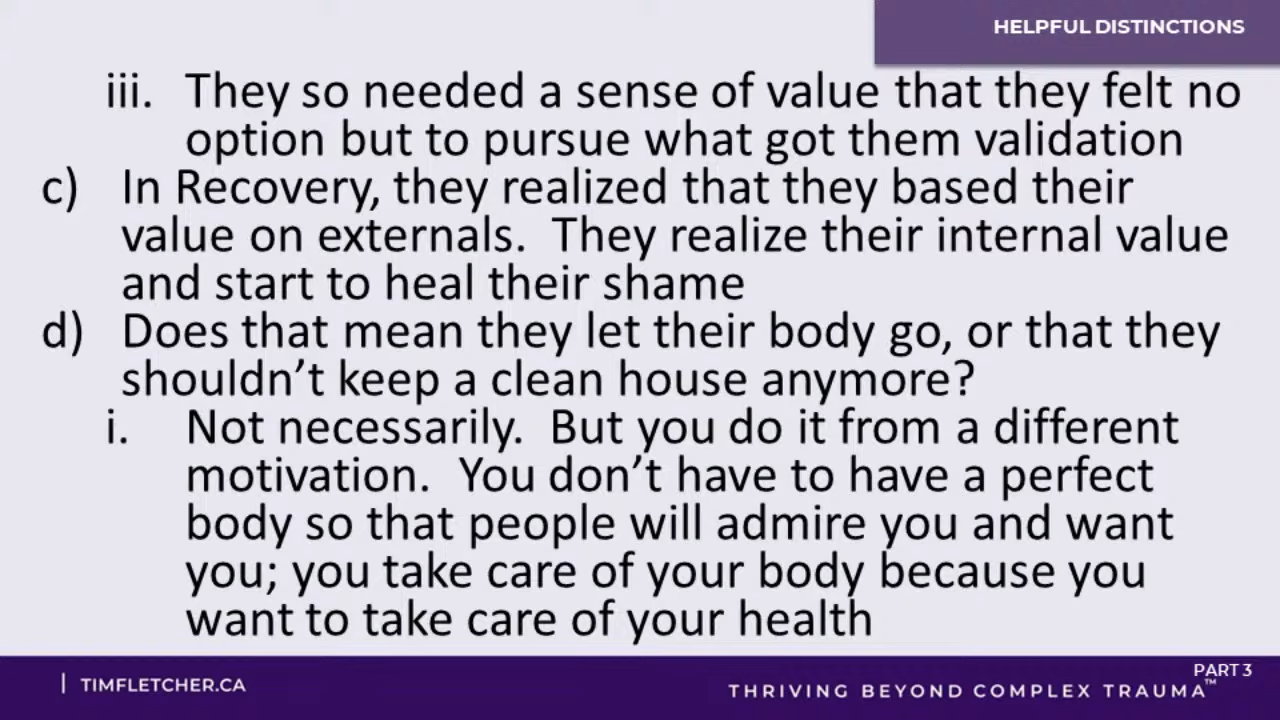 HELPFUL DISTINCTIONS
iii. They so needed a sense of value that they felt no
option but to pursue what got them validation
c) In Recovery, they realized that they based their
value on externals. They realize their internal value
and start to heal their shame
d) Does that mean they let their body go, or that they
shouldn't keep a clean house anymore?
i. Not necessarily. But you do it from a different
motivation. You don't have to have a perfect
body so that people will admire you and want
you; you take care of your body because you
want to take care of your health
| TIMFLETCHER.CA
PART 3
THRIVING BEYOND COMPLEX TRAUMA™